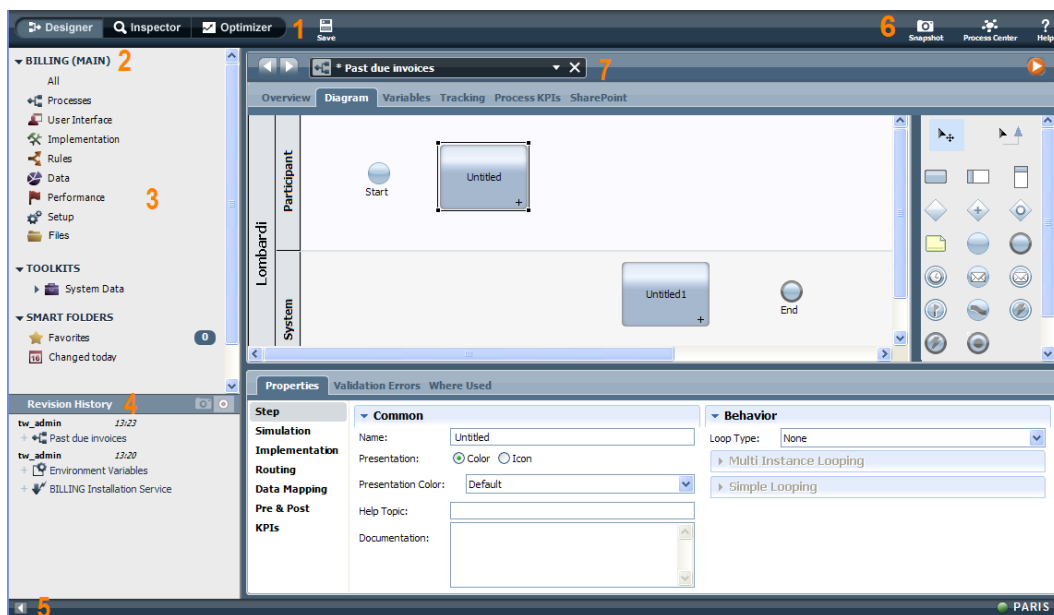 Designer Inspector Optimizer 1 Save 6 Snapshot Process Center Help
BILLING (MAIN) 2
All
Processes
User Interface
Implementation
Rules
Data
Performance
3
Setup
Files
TOOLKITS
System Data
SMART FOLDERS
Favorites 0
16 Changed today
Revision History 4
tw_admin 13:23
+ Past due invoices
tw_admin 13:20
+ Environment Variables
+ BILLING Installation Service
5
* Past due invoices 7
Overview Diagram Variables Tracking Process KPIs SharePoint
Lombardi
Participant
Start
Untitled
+
System
Untitled1
+
End
Properties Validation Errors Where Used
Step
Simulation
Implementation
Routing
Data Mapping
Pre & Post
KPIs
Common
Name: Untitled
Presentation: Color Icon
Presentation Color: Default
Help Topic:
Documentation:
Behavior
Loop Type: None
Multi Instance Looping
Simple Looping
PARIS